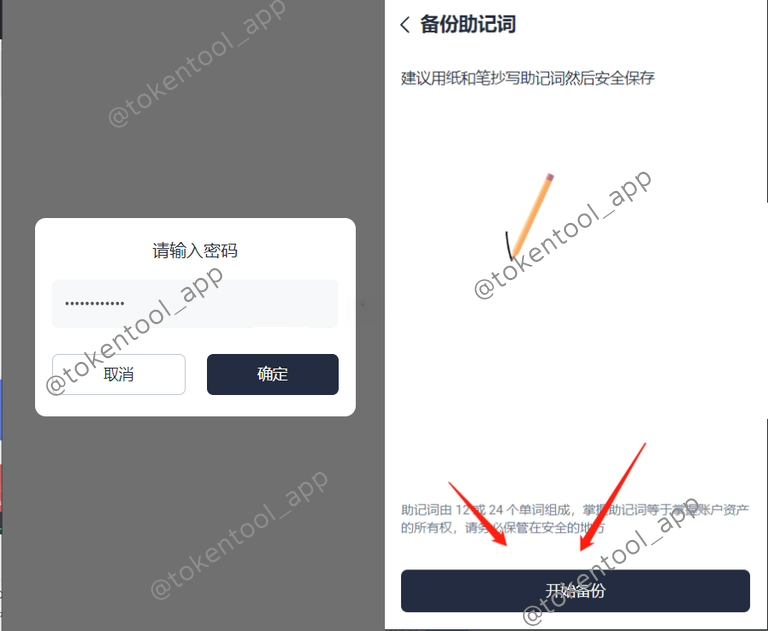 @tokentool_app
请输入密码
••••••••••••
@tokentool_app
取消
确定
@tokentool_app
备份助记词
建议用纸和笔抄写助记词然后安全保存
@tokentool_app
助记词由 12 或 24 个单词组成，掌握助记词等于掌握账户资产
的所有权，请务必保管在安全的地方
@tokentool_app
开始备份